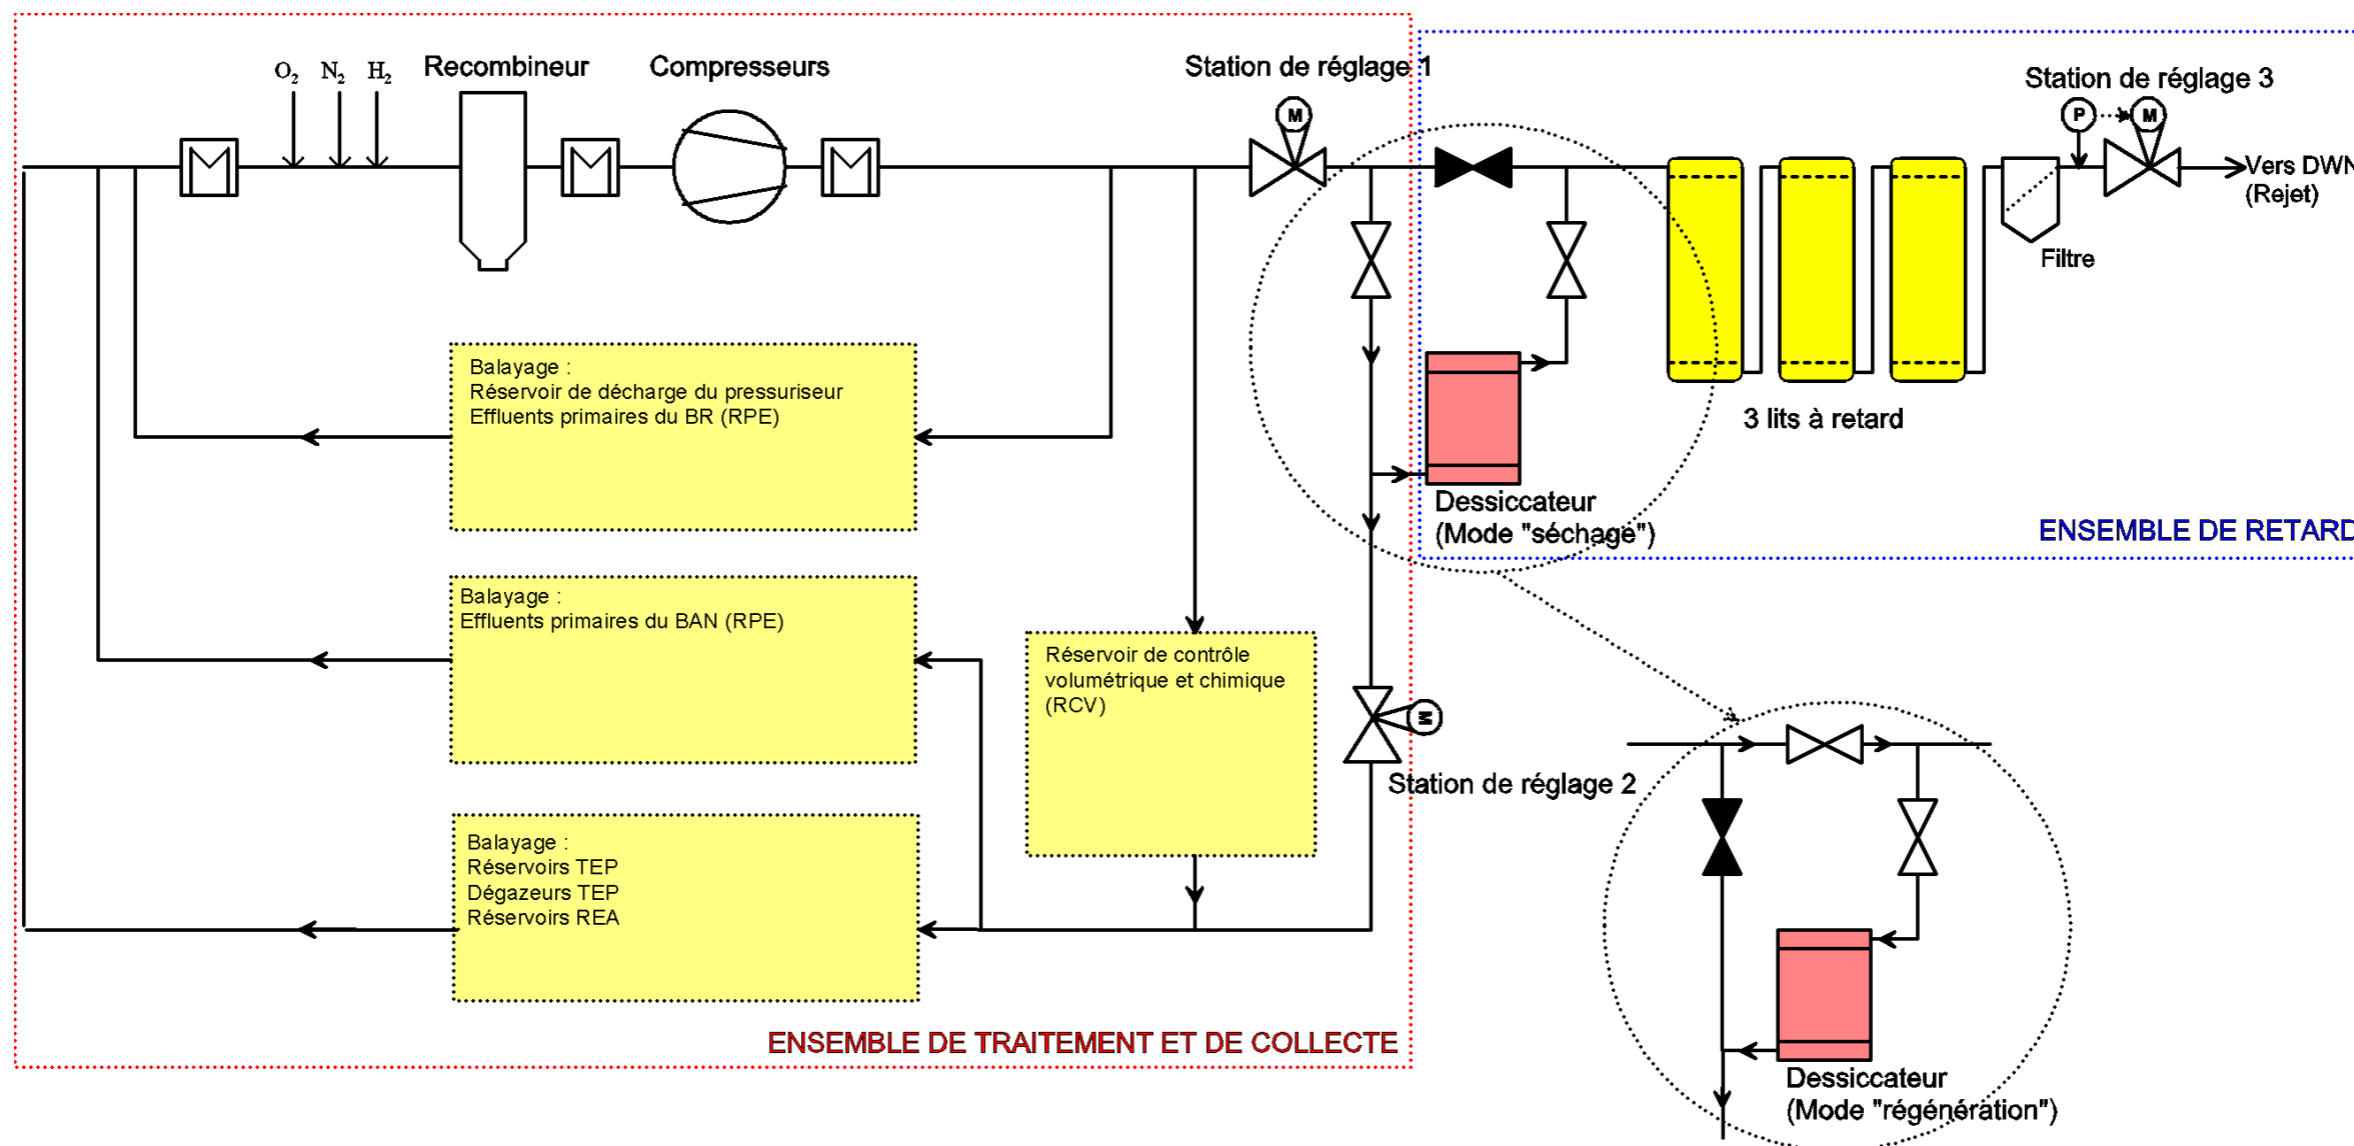 O2 N2 H2
Recombineur
Compresseurs
Station de réglage 1
M
Station de réglage 3
P
M
Vers DWN
(Rejet)
Filtre
3 lits à retard
Balayage :
Réservoir de décharge du pressuriseur
Effluents primaires du BR (RPE)
Dessiccateur
(Mode "séchage")
ENSEMBLE DE RETARD
Balayage :
Effluents primaires du BAN (RPE)
Réservoir de contrôle
volumétrique et chimique
(RCV)
M
Station de réglage 2
Balayage :
Réservoirs TEP
Dégazeurs TEP
Réservoirs REA
ENSEMBLE DE TRAITEMENT ET DE COLLECTE
Dessiccateur
(Mode "régénération")